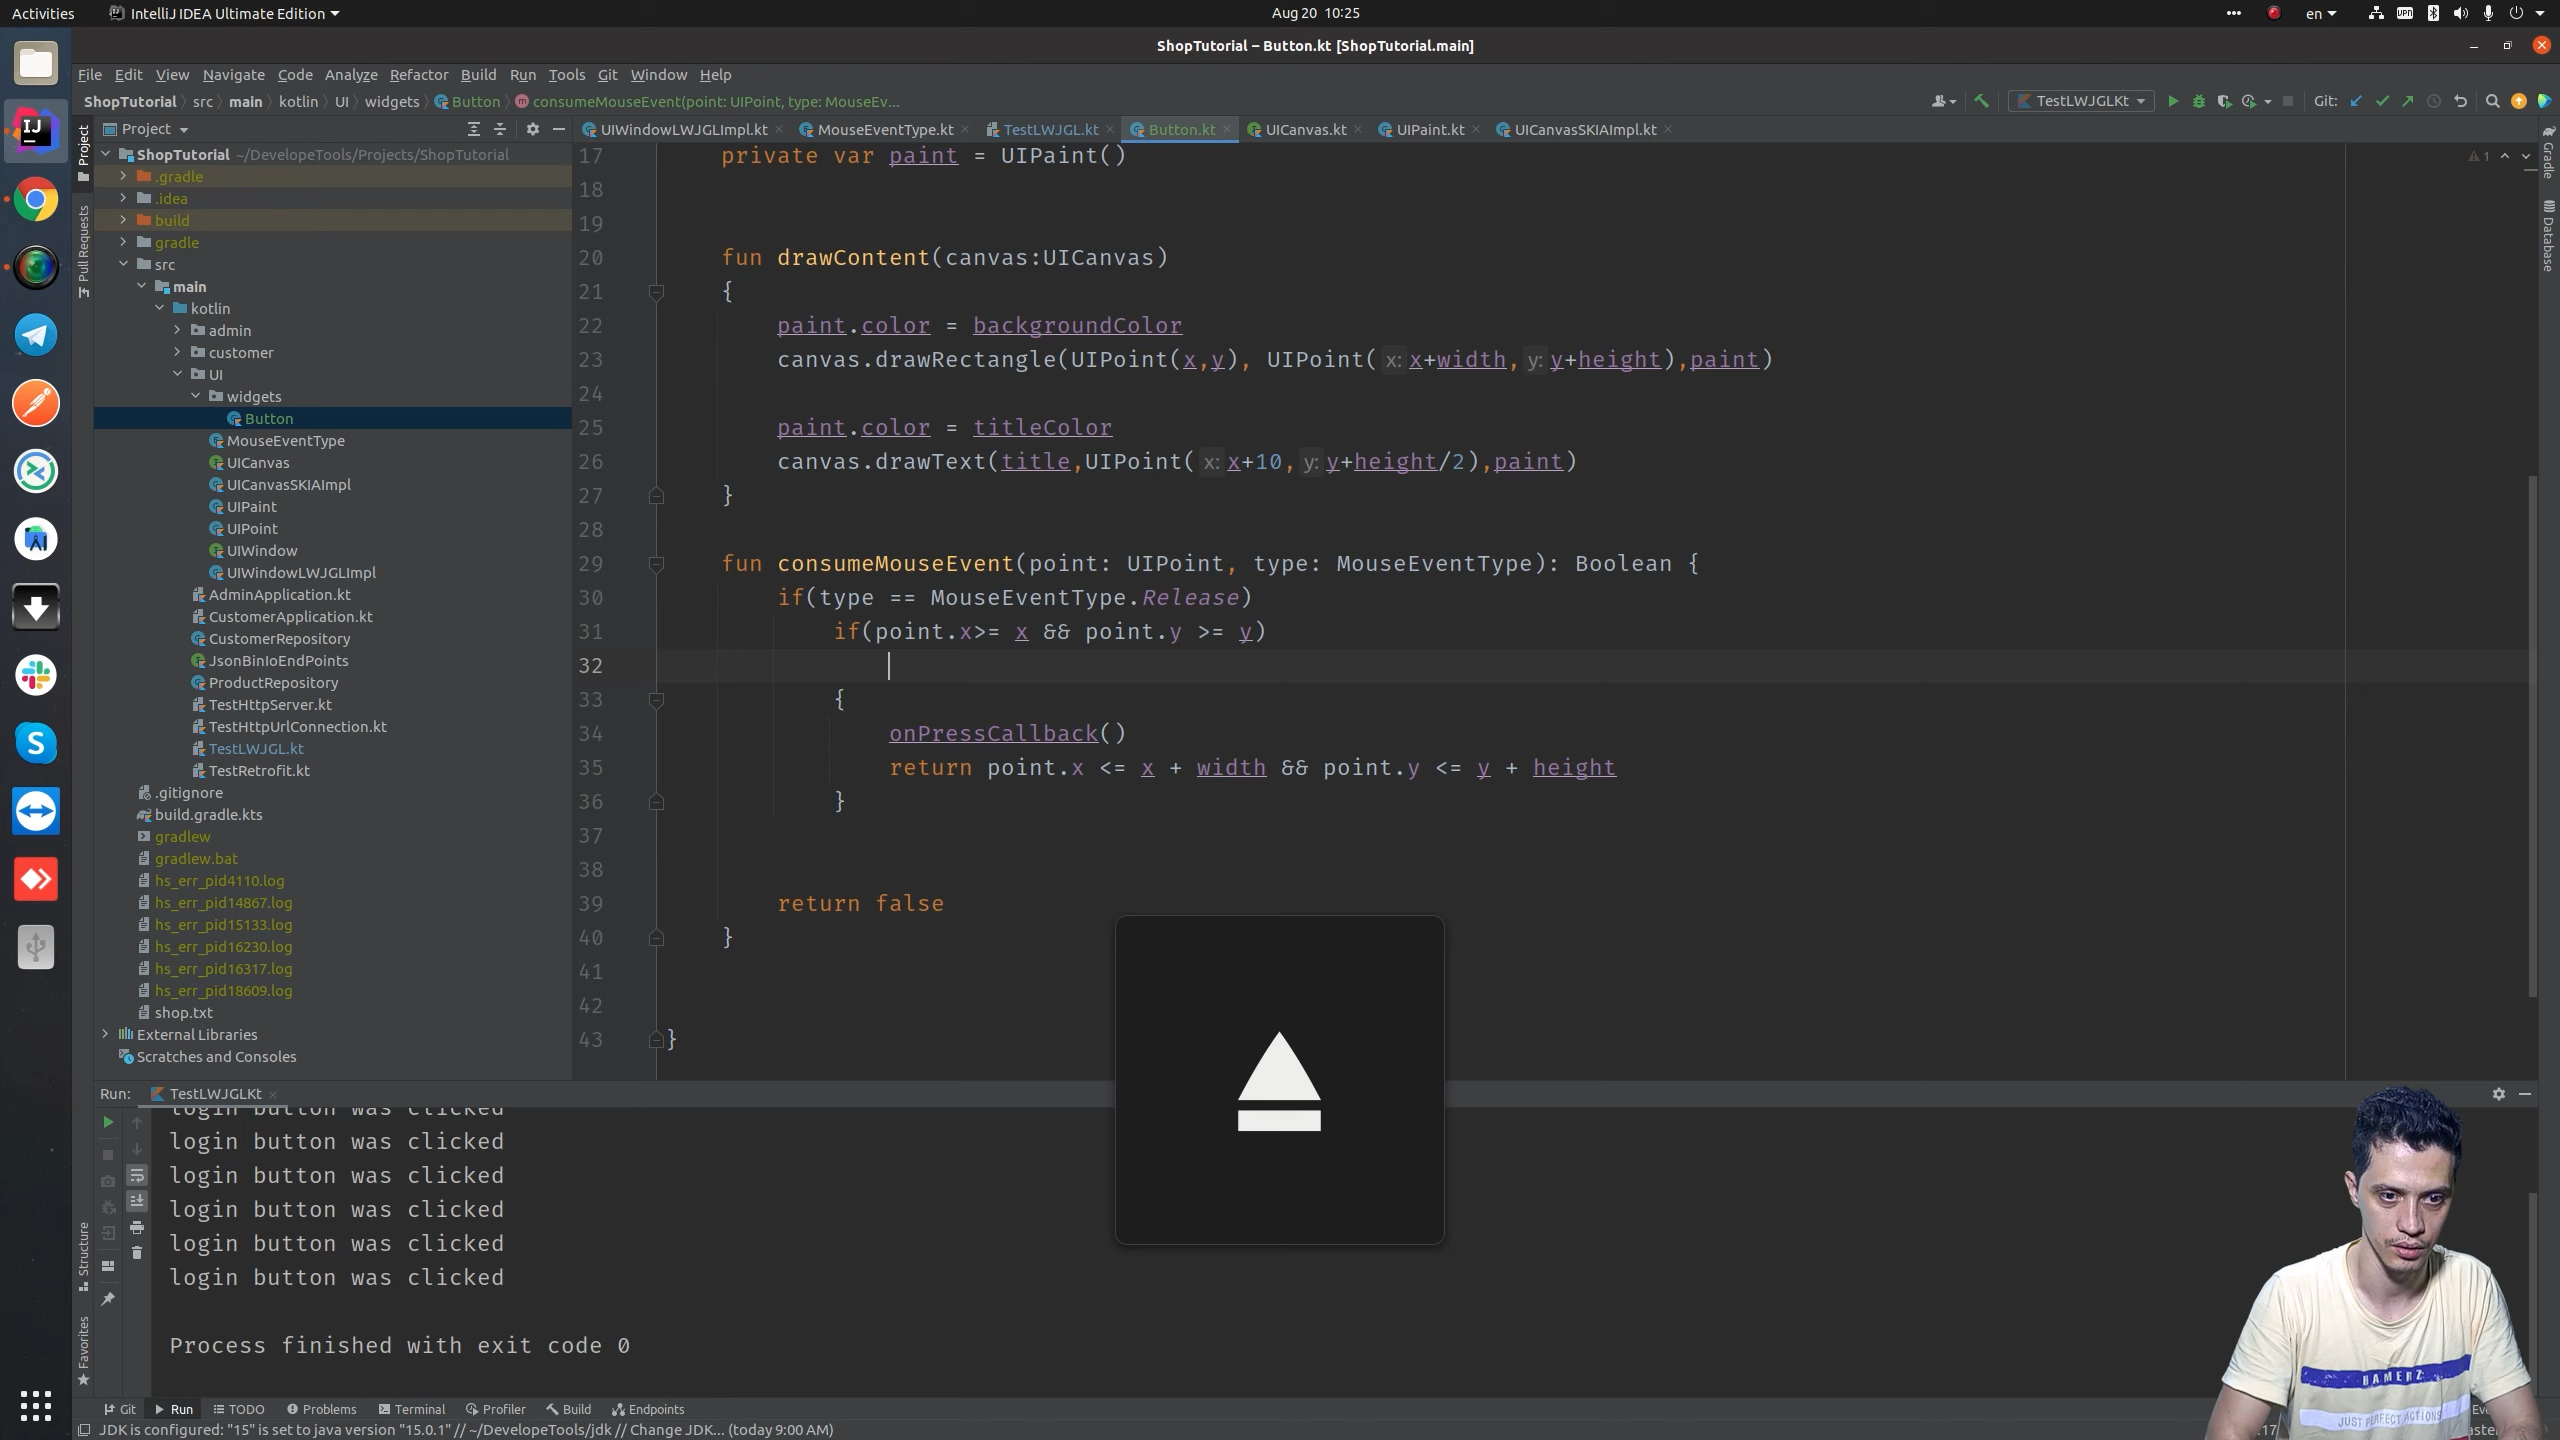 Activities
IntelliJ IDEA Ultimate Edition
Aug 20 10:25
en
ShopTutorial – Button.kt [ShopTutorial.main]
File Edit View Navigate Code Analyze Refactor Build Run Tools Git Window Help
ShopTutorial src main kotlin UI widgets Button consumeMouseEvent(point: UIPoint, type: MouseEv...
TestLWJGLKt
Git:
Project
UIWindowLWJGLImpl.kt MouseEventType.kt TestLWJGL.kt Button.kt UICanvas.kt UIPaint.kt UICanvasSKIAImpl.kt
Project
Pull Requests
Structure
Favorites
Gradle
Database
ShopTutorial ~/DevelopeTools/Projects/ShopTutorial
.gradle
.idea
build
gradle
src
main
kotlin
admin
customer
UI
widgets
Button
MouseEventType
UICanvas
UICanvasSKIAImpl
UIPaint
UIPoint
UIWindow
UIWindowLWJGLImpl
AdminApplication.kt
CustomerApplication.kt
CustomerRepository
JsonBinIoEndPoints
ProductRepository
TestHttpServer.kt
TestHttpUrlConnection.kt
TestLWJGL.kt
TestRetrofit.kt
.gitignore
build.gradle.kts
gradlew
gradlew.bat
hs_err_pid4110.log
hs_err_pid14867.log
hs_err_pid15133.log
hs_err_pid16230.log
hs_err_pid16317.log
hs_err_pid18609.log
shop.txt
External Libraries
Scratches and Consoles
1
17 private var paint = UIPaint()
18
19
20 fun drawContent(canvas:UICanvas)
21 {
22 paint.color = backgroundColor
23 canvas.drawRectangle(UIPoint(x,y), UIPoint( x: x+width, y: y+height),paint)
24
25 paint.color = titleColor
26 canvas.drawText(title,UIPoint( x: x+10, y: y+height/2),paint)
27 }
28
29 fun consumeMouseEvent(point: UIPoint, type: MouseEventType): Boolean {
30 if(type == MouseEventType.Release)
31 if(point.x>= x && point.y >= y)
32
33 {
34 onPressCallback()
35 return point.x <= x + width && point.y <= y + height
36 }
37
38
39 return false
40 }
41
42
43 }
Run: TestLWJGLKt
login button was clicked
login button was clicked
login button was clicked
login button was clicked
login button was clicked
login button was clicked
Process finished with exit code 0
HAMERZ
JUST PERFECT ACTIONS
Git Run TODO Problems Terminal Profiler Build Endpoints
JDK is configured: "15" is set to java version "15.0.1" // ~/DevelopeTools/jdk // Change JDK... (today 9:00 AM)